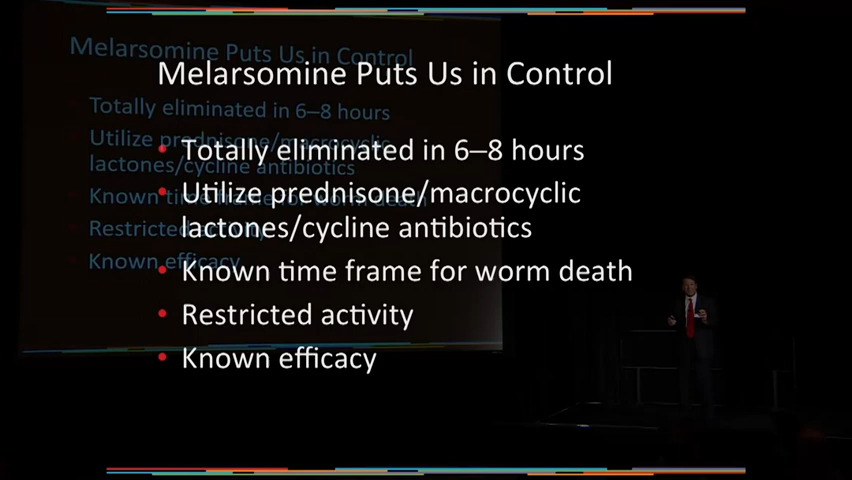 Melarsomine Puts Us in Control
• Totally eliminated in 6–8 hours
• Utilize prednisone/macrocyclic
lactones/cycline antibiotics
• Known time frame for worm death
• Restricted activity
• Known efficacy
Melarsomine Puts Us in Control
Totally eliminated in 6–8 hours
Utilize prednisone/macrocyclic
lactones/cycline antibiotics
Known time frame for worm death
Restricted activity
Known efficacy